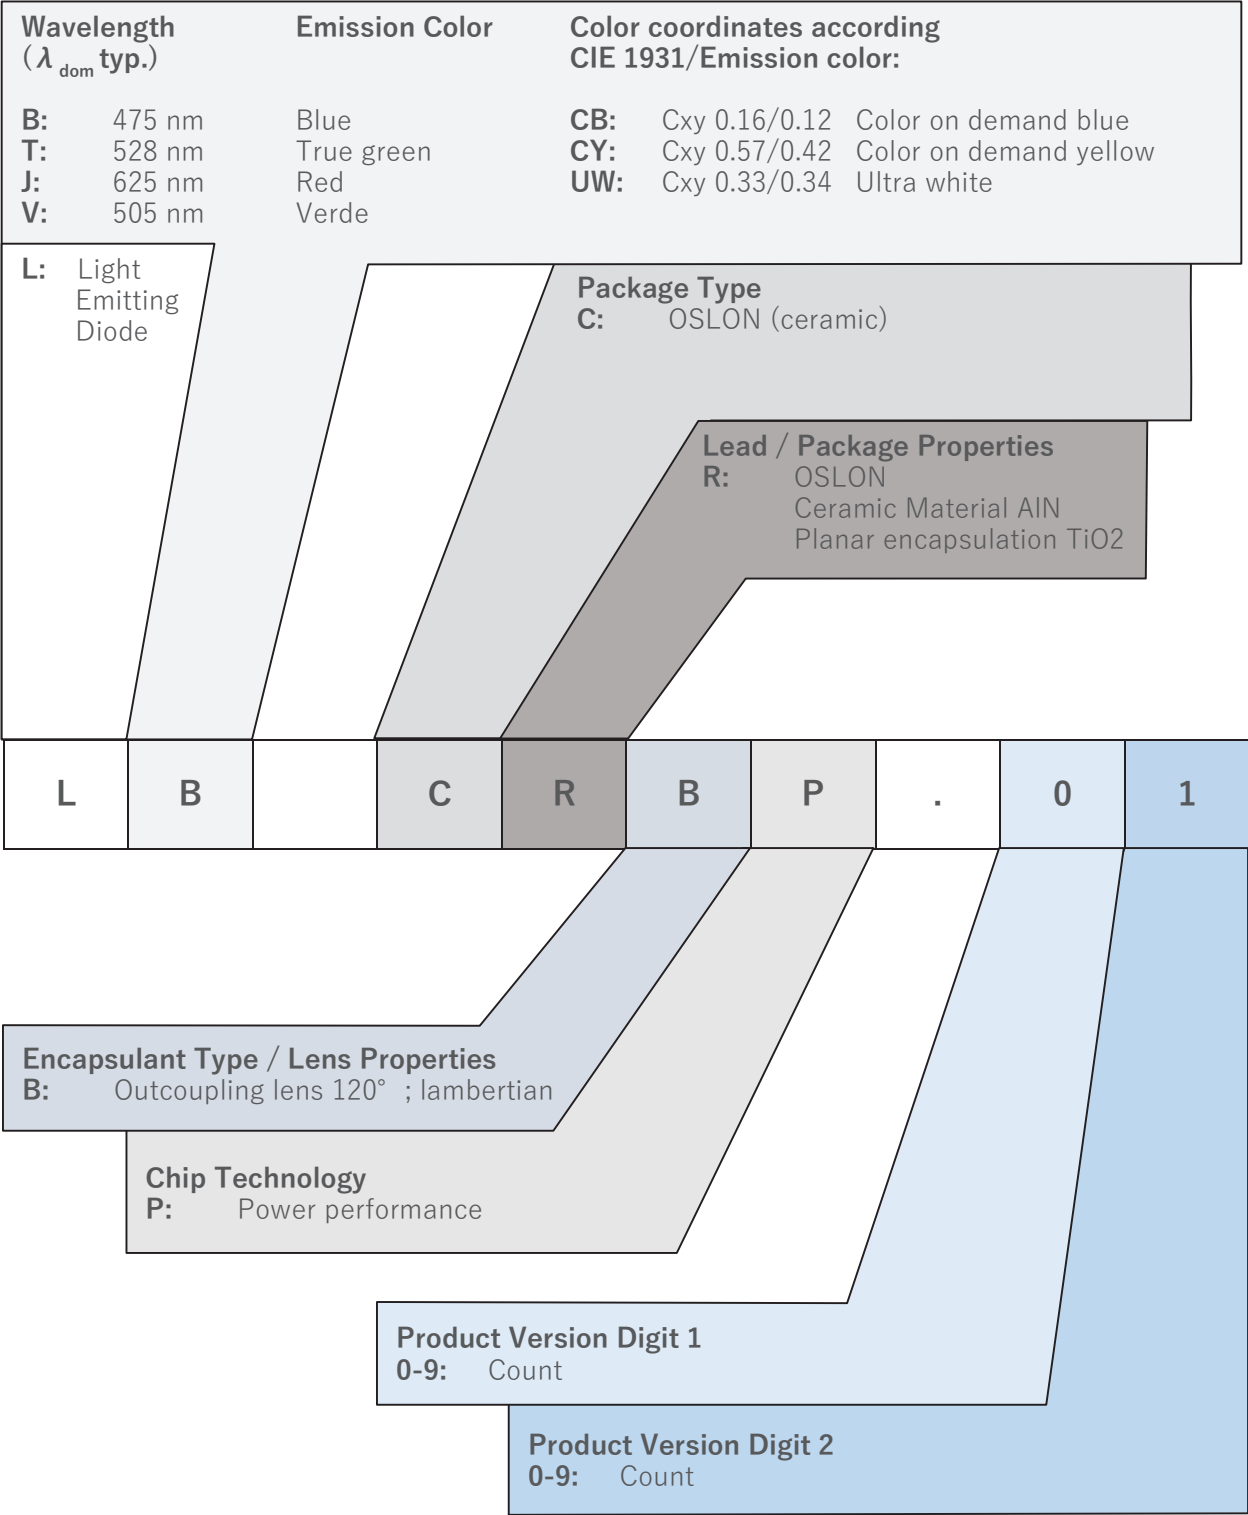 Wavelength Emission Color Color coordinates according
(λ dom typ.) CIE 1931/Emission color:
B: 475 nm Blue CB: Cxy 0.16/0.12 Color on demand blue
T: 528 nm True green CY: Cxy 0.57/0.42 Color on demand yellow
J: 625 nm Red UW: Cxy 0.33/0.34 Ultra white
V: 505 nm Verde
L: Light
Emitting
Diode
Package Type
C: OSLON (ceramic)
Lead / Package Properties
R: OSLON
Ceramic Material AlN
Planar encapsulation TiO2
L B C R B P . 0 1
Encapsulant Type / Lens Properties
B: Outcoupling lens 120° ; lambertian
Chip Technology
P: Power performance
Product Version Digit 1
0-9: Count
Product Version Digit 2
0-9: Count